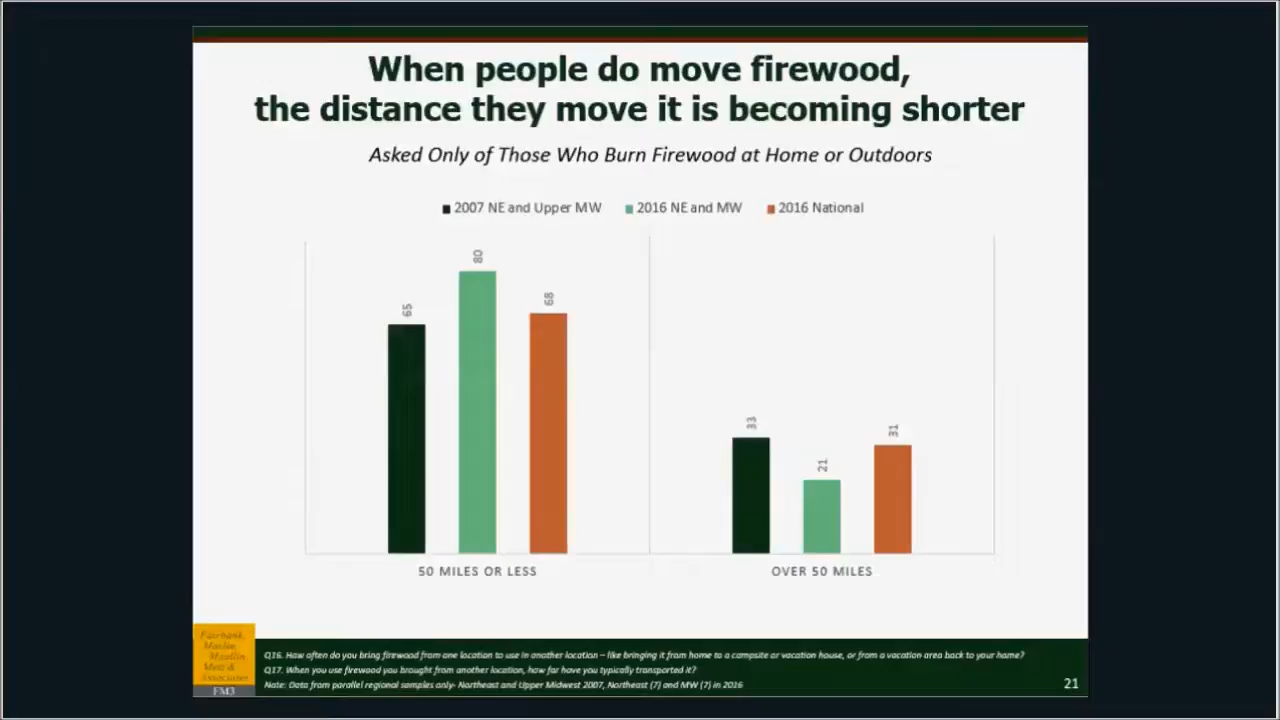 When people do move firewood,
the distance they move it is becoming shorter
Asked Only of Those Who Burn Firewood at Home or Outdoors
2007 NE and Upper MW 2016 NE and MW 2016 National
65 80 68 33 21 31
50 MILES OR LESS OVER 50 MILES
Fairbank,
Maslin,
Maullin,
Metz &
Associates
FM3
Q16. How often do you bring firewood from one location to use in another location – like bringing it from home to a campsite or vacation house, or from a vacation area back to your home?
Q17. When you use firewood you brought from another location, how far have you typically transported it?
Note: Data from parallel regional samples only- Northeast and Upper Midwest 2007, Northeast (7) and MW (7) in 2016
21